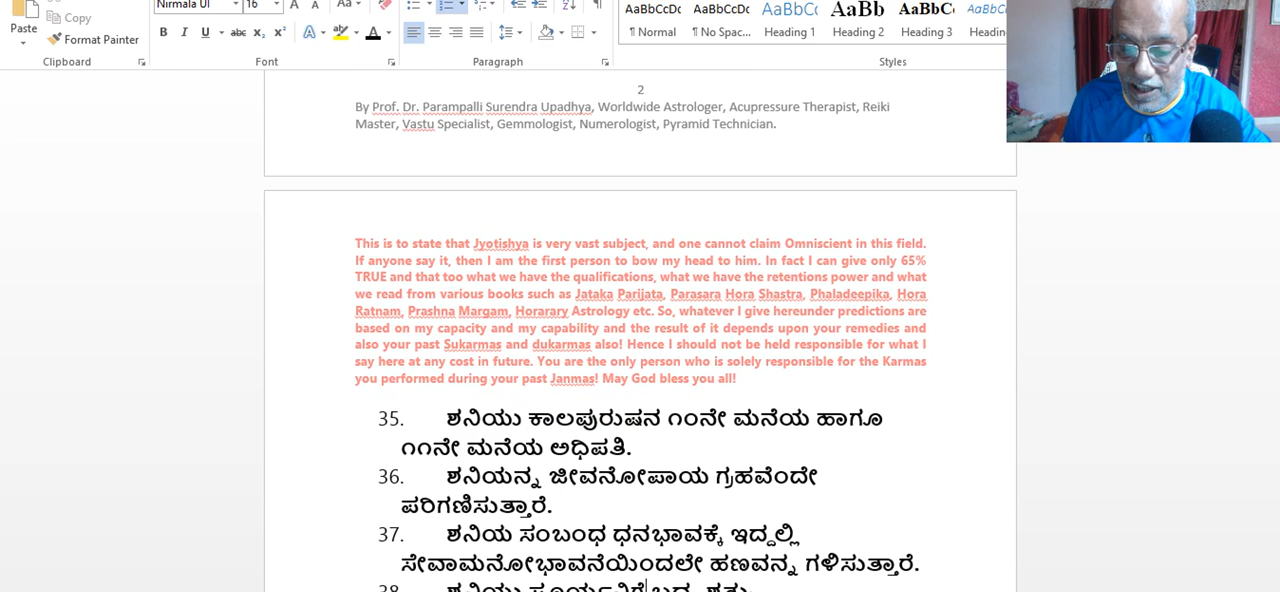 Nirmala UI 16 A A Aa
Paste
Copy
Format Painter
B I U abc x₂ x² A A
Clipboard Font Paragraph Styles
AaBbCcDc AaBbCcDc AaBbC AaBb AaBbC AaBbC
¶ Normal ¶ No Spac... Heading 1 Heading 2 Heading 3 Headin
2
By Prof. Dr. Parampalli Surendra Upadhya, Worldwide Astrologer, Acupressure Therapist, Reiki
Master, Vastu Specialist, Gemmologist, Numerologist, Pyramid Technician.
This is to state that Jyotishya is very vast subject, and one cannot claim Omniscient in this field.
If anyone say it, then I am the first person to bow my head to him. In fact I can give only 65%
TRUE and that too what we have the qualifications, what we have the retentions power and what
we read from various books such as Jataka Parijata, Parasara Hora Shastra, Phaladeepika, Hora
Ratnam, Prashna Margam, Horarary Astrology etc. So, whatever I give hereunder predictions are
based on my capacity and my capability and the result of it depends upon your remedies and
also your past Sukarmas and dukarmas also! Hence I should not be held responsible for what I
say here at any cost in future. You are the only person who is solely responsible for the Karmas
you performed during your past Janmas! May God bless you all!
35. ಶನಿಯು ಕಾಲಪುರುಷನ ೧೦ನೇ ಮನೆಯ ಹಾಗೂ
೧೧ನೇ ಮನೆಯ ಅಧಿಪತಿ.
36. ಶನಿಯನ್ನ ಜೀವನೋಪಾಯ ಗ್ರಹವೆಂದೇ
ಪರಿಗಣಿಸುತ್ತಾರೆ.
37. ಶನಿಯ ಸಂಬಂಧ ಧನಭಾವಕ್ಕೆ ಇದ್ದಲ್ಲಿ
ಸೇವಾಮನೋಭಾವನೆಯಿಂದಲೇ ಹಣವನ್ನ ಗಳಿಸುತ್ತಾರೆ.
38. ಶನಿಯು